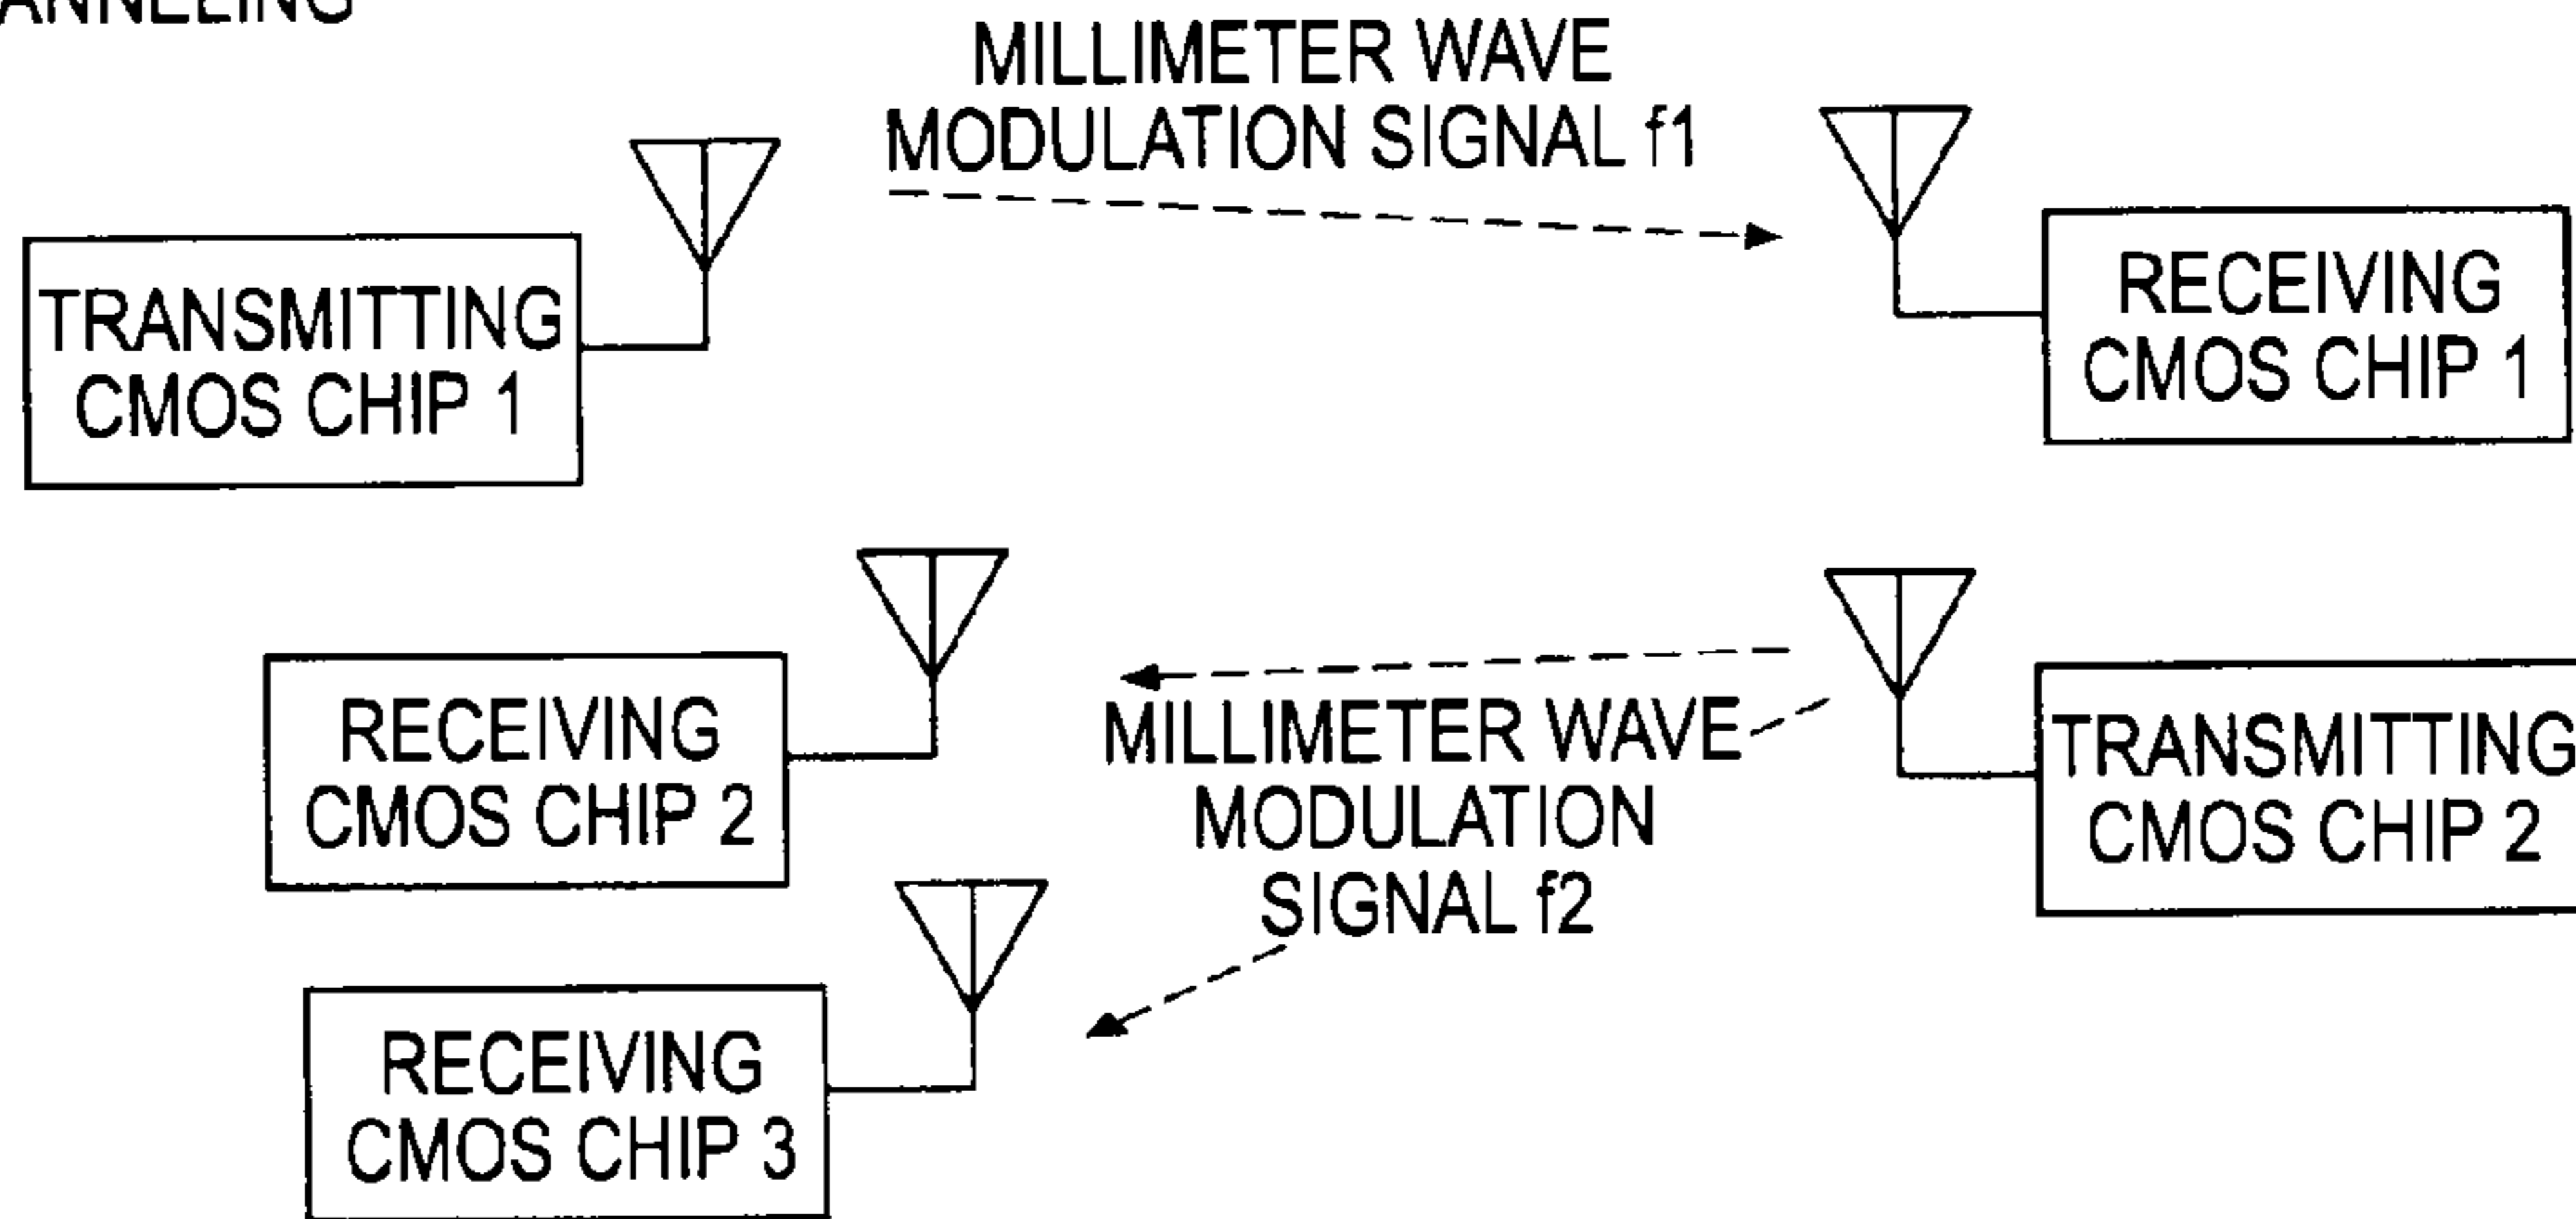 MILLIMETER WAVE
MODULATION SIGNAL f1
TRANSMITTING
CMOS CHIP 1
RECEIVING
CMOS CHIP 1
RECEIVING
CMOS CHIP 2
MILLIMETER WAVE
MODULATION
SIGNAL f2
TRANSMITTING
CMOS CHIP 2
RECEIVING
CMOS CHIP 3